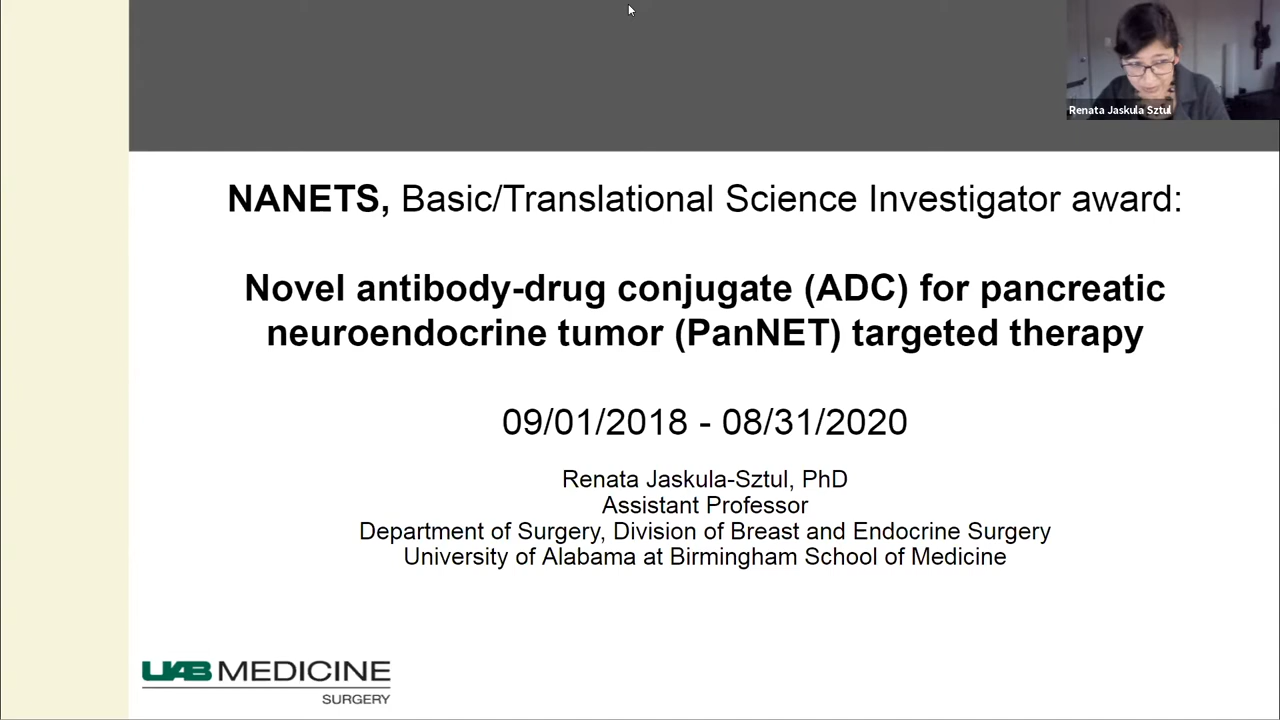 Renata Jaskula Sztul
NANETS, Basic/Translational Science Investigator award:
Novel antibody-drug conjugate (ADC) for pancreatic
neuroendocrine tumor (PanNET) targeted therapy
09/01/2018 - 08/31/2020
Renata Jaskula-Sztul, PhD
Assistant Professor
Department of Surgery, Division of Breast and Endocrine Surgery
University of Alabama at Birmingham School of Medicine
UAB MEDICINE
SURGERY